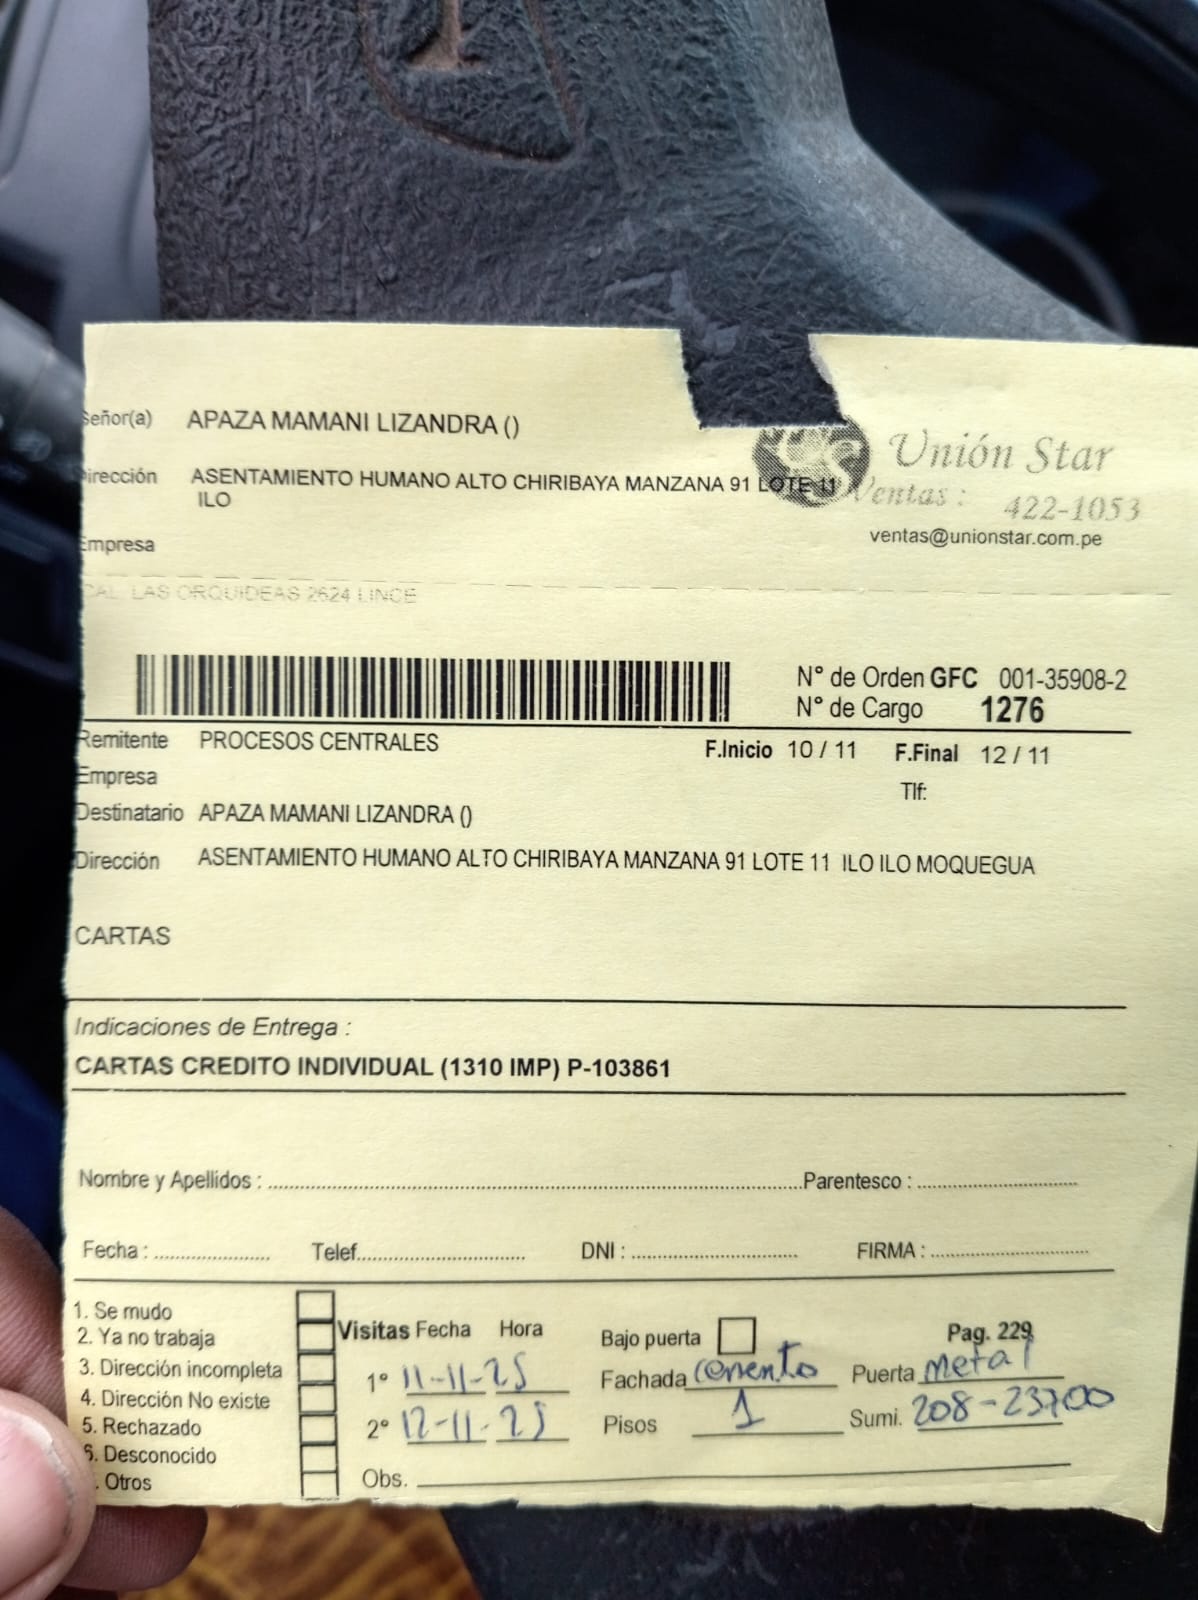 Señor(a) APAZA MAMANI LIZANDRA ()
Dirección ASENTAMIENTO HUMANO ALTO CHIRIBAYA MANZANA 91 LOTE 11
ILO
Empresa
Unión Star
Ventas : 422-1053
ventas@unionstar.com.pe
CAL. LAS ORQUIDEAS 2624 LINCE
N° de Orden GFC 001-35908-2
N° de Cargo 1276
Remitente PROCESOS CENTRALES F.Inicio 10 / 11 F.Final 12 / 11
Empresa Tlf:
Destinatario APAZA MAMANI LIZANDRA ()
Dirección ASENTAMIENTO HUMANO ALTO CHIRIBAYA MANZANA 91 LOTE 11 ILO ILO MOQUEGUA
CARTAS
Indicaciones de Entrega :
CARTAS CREDITO INDIVIDUAL (1310 IMP) P-103861
Nombre y Apellidos : Parentesco :
Fecha : Telef. DNI : FIRMA :
1. Se mudo
2. Ya no trabaja
3. Dirección incompleta
4. Dirección No existe
5. Rechazado
6. Desconocido
. Otros
Visitas Fecha Hora
1° 11-11-25
2° 12-11-25
Obs.
Bajo puerta Pag. 229
Fachada Cemento Puerta metal
Pisos 1 Sumi. 208-23700